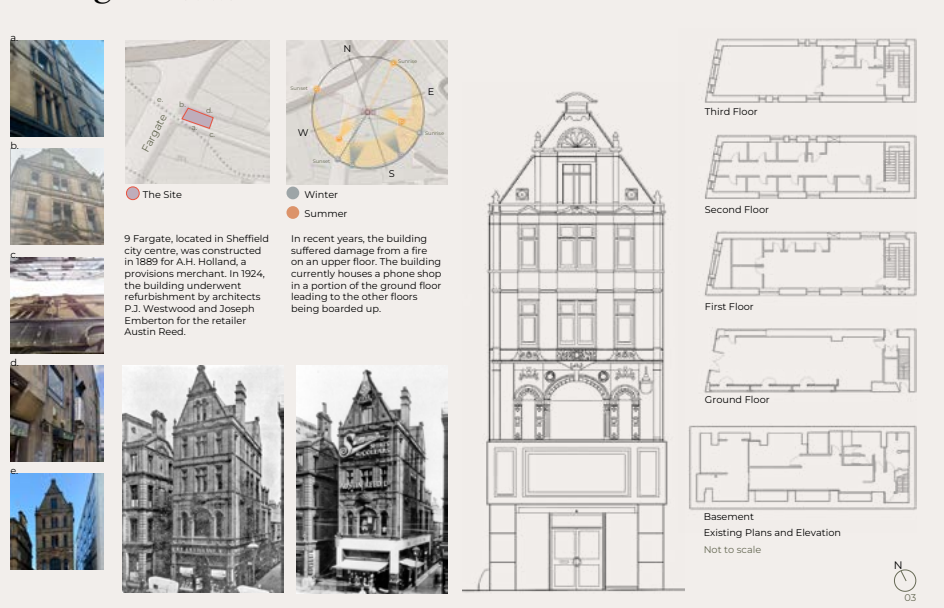 a.
b.
c.
d.
e.
Fargate
e.
b.
d.
a.
c.
The Site
N
E
S
W
Sunrise
Sunset
Sunrise
Sunset
Winter
Summer
9 Fargate, located in Sheffield
city centre, was constructed
in 1889 for A.H. Holland, a
provisions merchant. In 1924,
the building underwent
refurbishment by architects
P.J. Westwood and Joseph
Emberton for the retailer
Austin Reed.
In recent years, the building
suffered damage from a fire
on an upper floor. The building
currently houses a phone shop
in a portion of the ground floor
leading to the other floors
being boarded up.
Third Floor
Second Floor
First Floor
Ground Floor
Basement
Existing Plans and Elevation
Not to scale
N
03